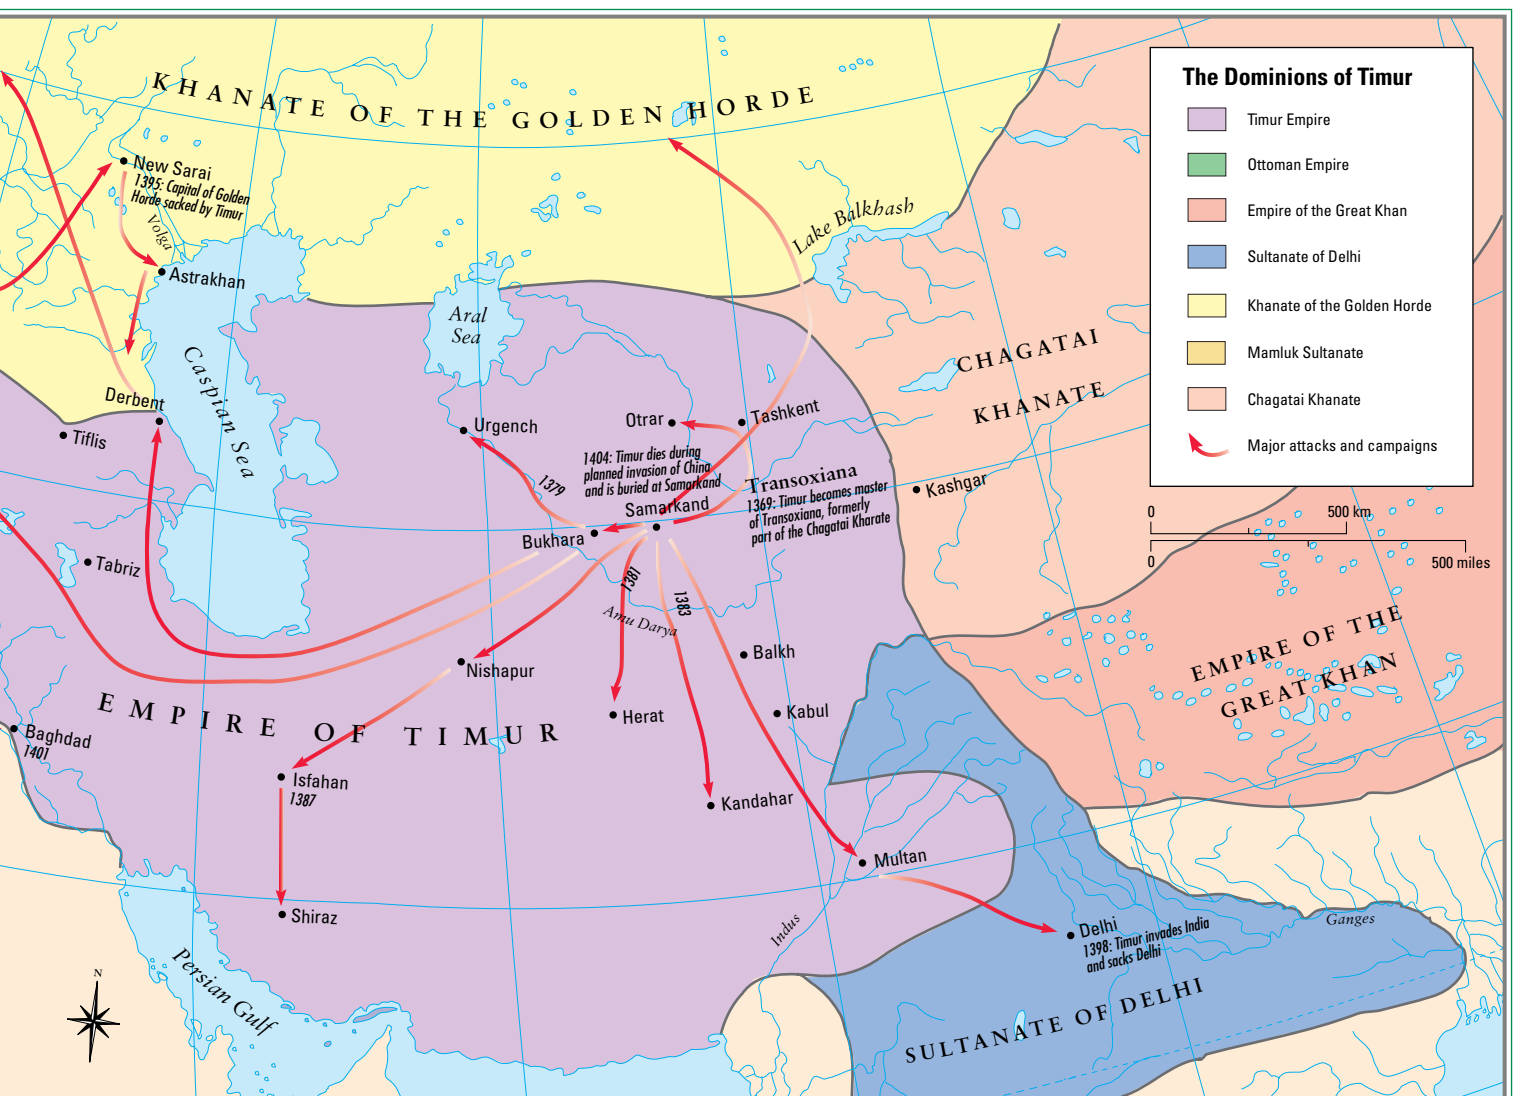 KHANATE OF THE GOLDEN HORDE
The Dominions of Timur
Timur Empire
Ottoman Empire
Empire of the Great Khan
Sultanate of Delhi
Khanate of the Golden Horde
Mamluk Sultanate
Chagatai Khanate
Major attacks and campaigns
0
500 km
0
500 miles
New Sarai
1395: Capital of Golden
Horde sacked by Timur
Volga
Astrakhan
Lake Balkhash
Aral
Sea
Caspian Sea
CHAGATAI
KHANATE
Derbent
Tiflis
Urgench
Otrar
Tashkent
1379
1404: Timur dies during
planned invasion of China
and is buried at Samarkand
Transoxiana
1369: Timur becomes master
of Transoxiana, formerly
part of the Chagatai Kharate
Samarkand
Bukhara
Kashgar
Tabriz
1381
1383
Amu Darya
Balkh
Nishapur
Herat
Kabul
EMPIRE OF THE
GREAT KHAN
EMPIRE OF TIMUR
Baghdad
1401
Isfahan
1387
Kandahar
Multan
Shiraz
Indus
Delhi
1398: Timur invades India
and sacks Delhi
Ganges
Persian Gulf
N
SULTANATE OF DELHI